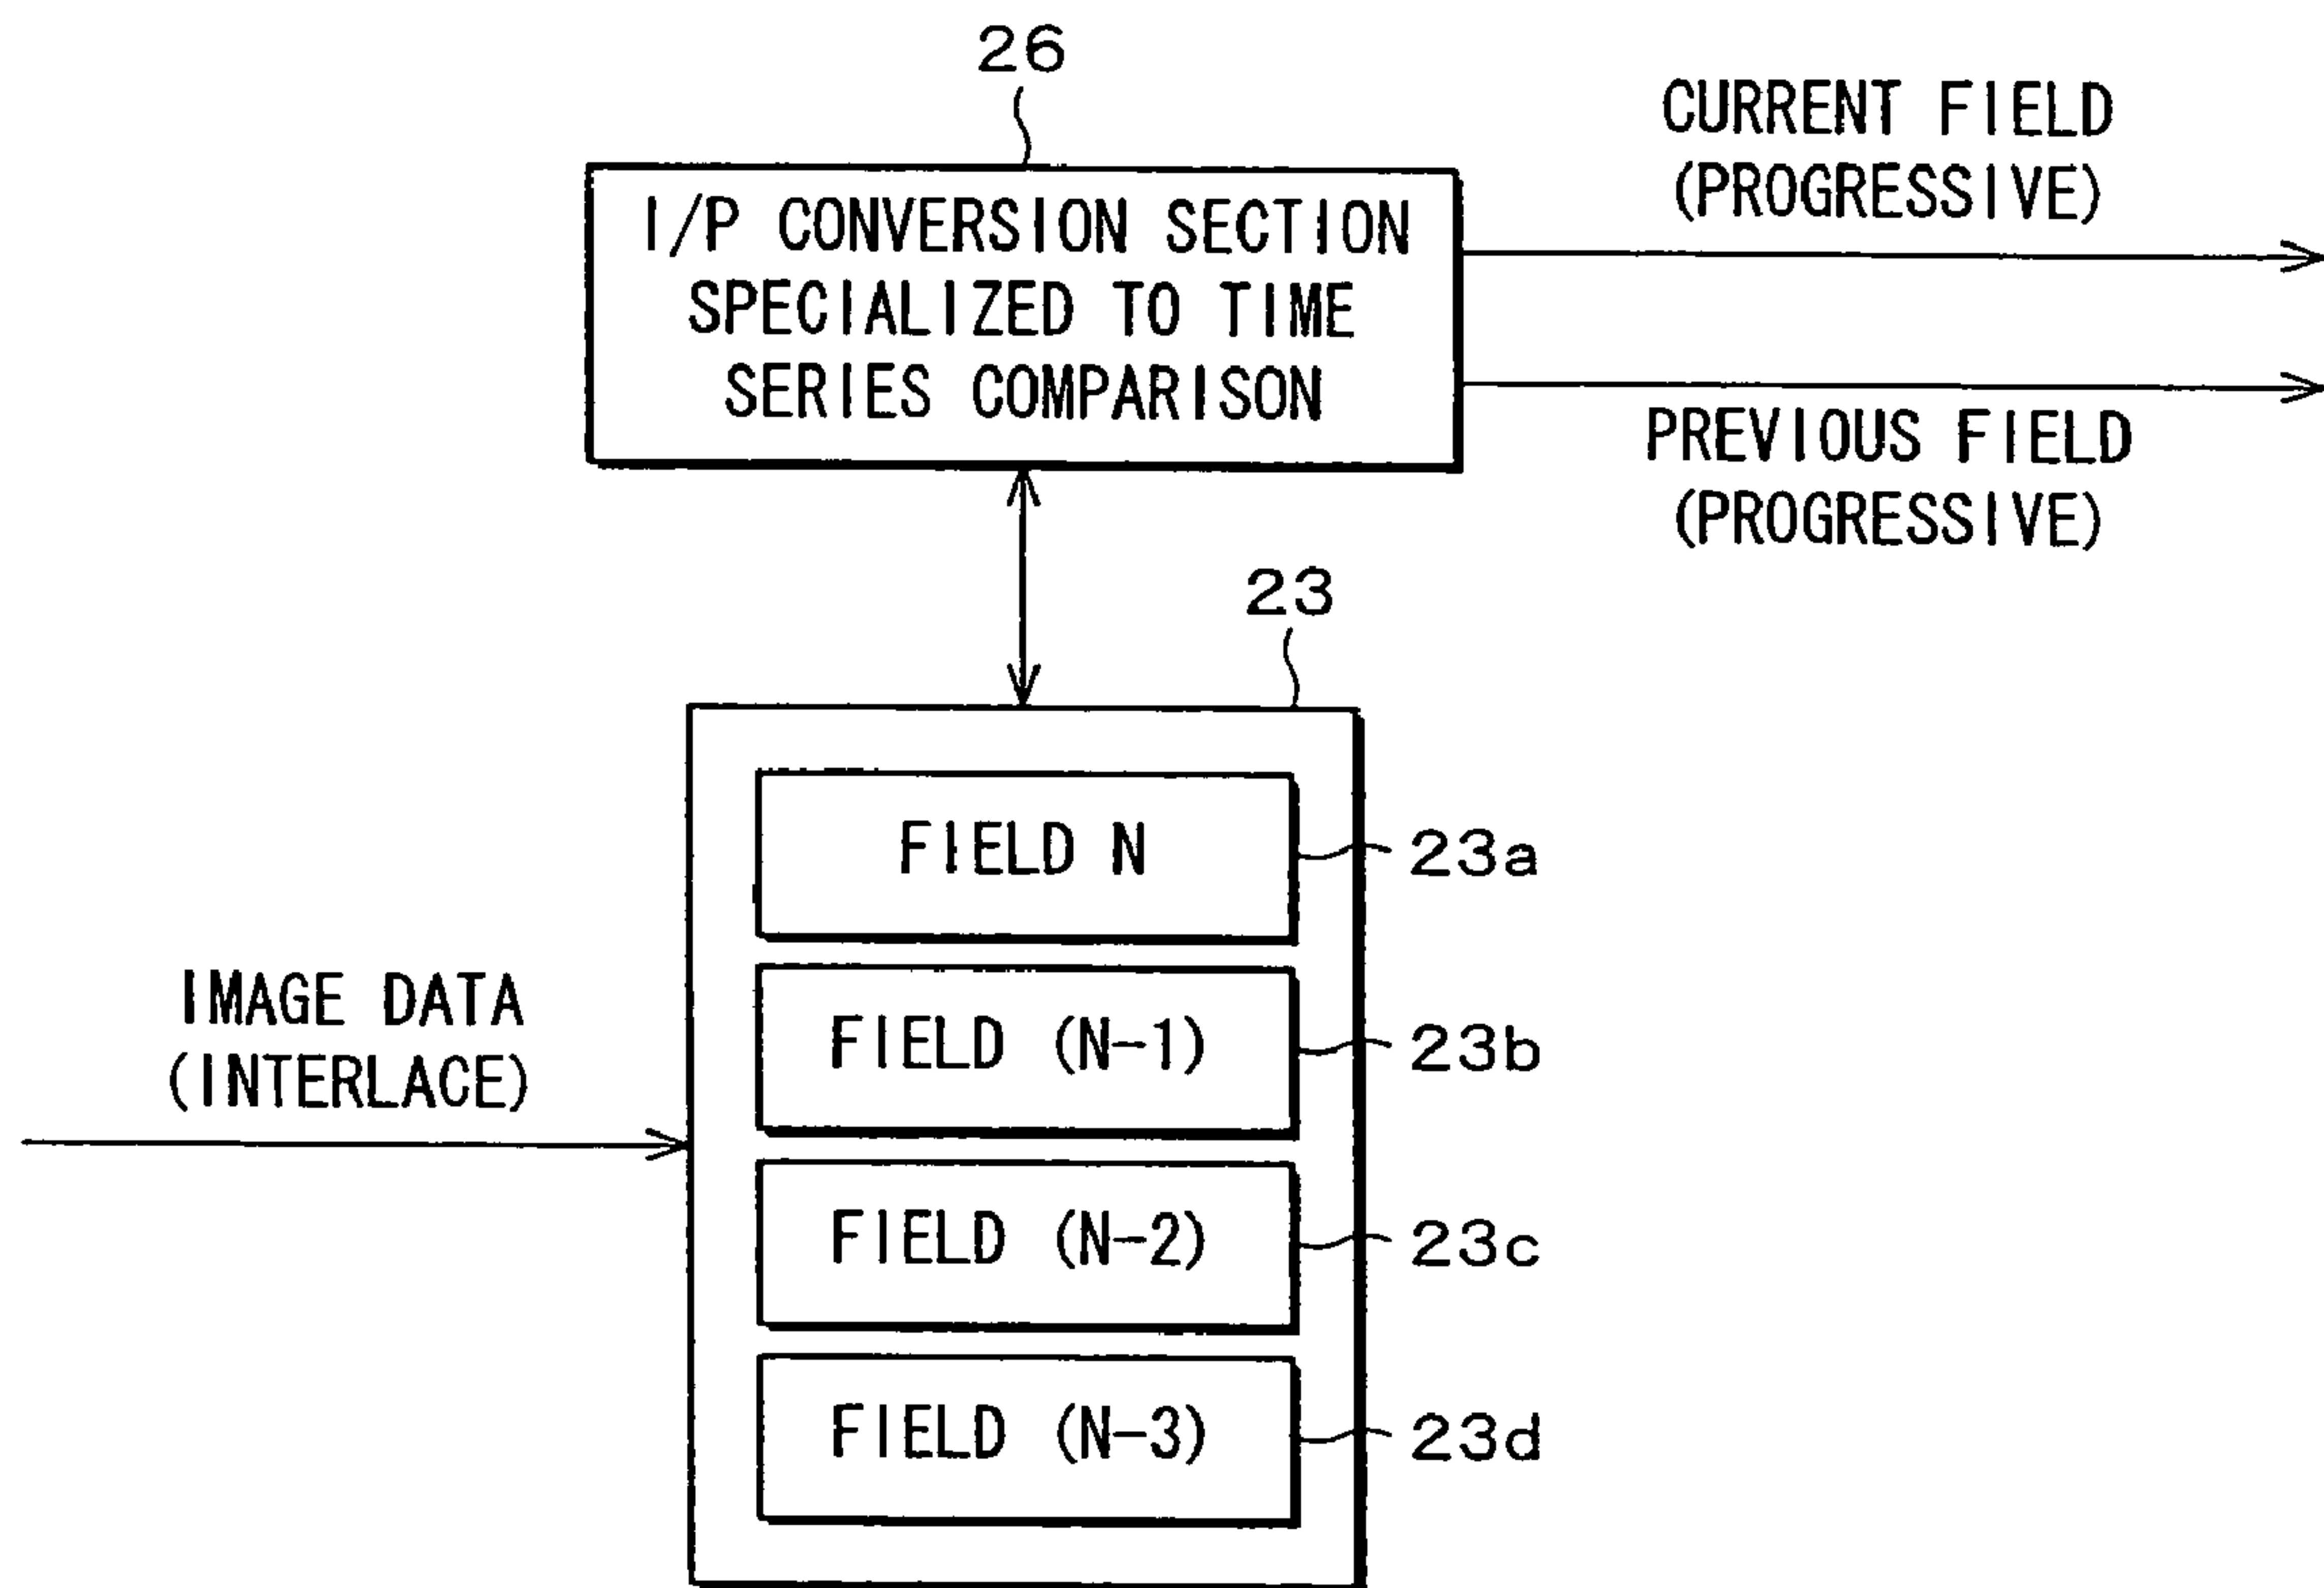 26
I/P CONVERSION SECTION
SPECIALIZED TO TIME
SERIES COMPARISON
CURRENT FIELD
(PROGRESSIVE)
PREVIOUS FIELD
(PROGRESSIVE)
23
FIELD N
23a
IMAGE DATA
(INTERLACE)
FIELD (N-1)
23b
FIELD (N-2)
23c
FIELD (N-3)
23d